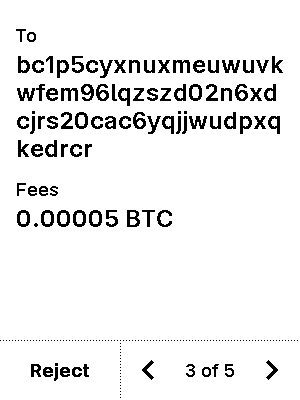 To
bc1p5cyxnuxmeuwuvk
wfem96lqzszd02n6xd
cjrs20cac6yqjjwudpxq
kedrcr
Fees
0.00005 BTC
Reject
3 of 5